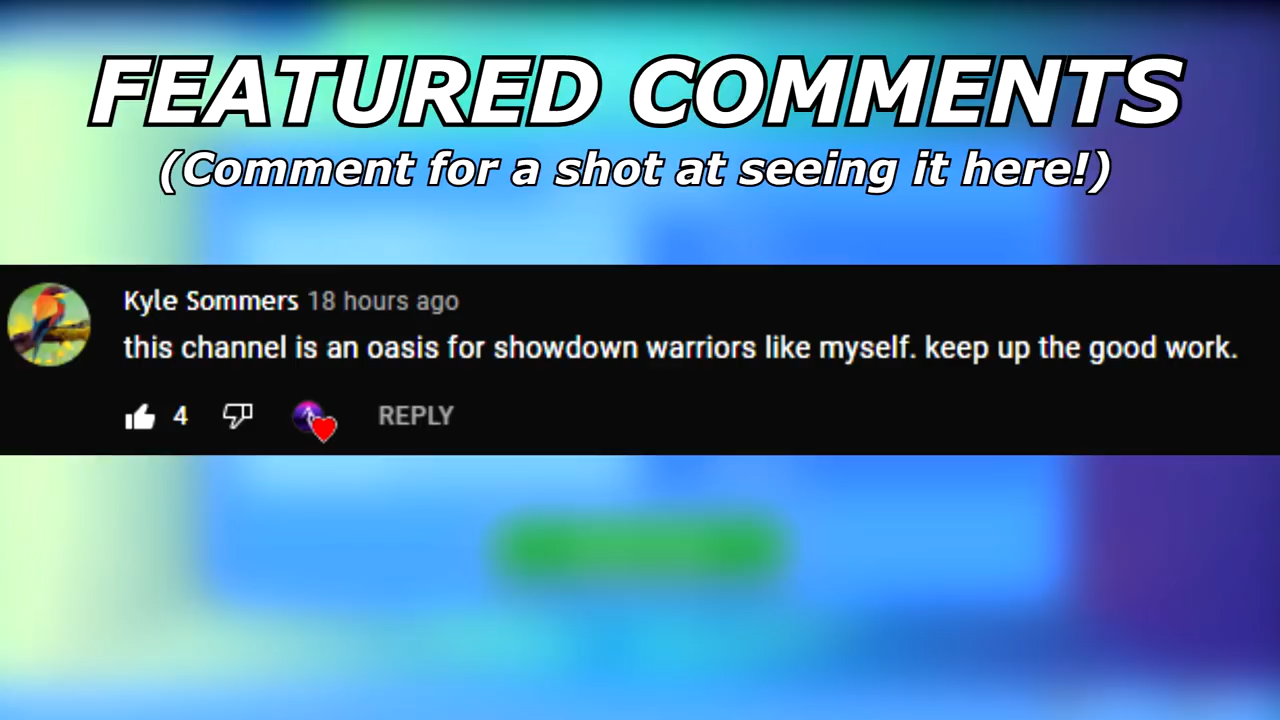 FEATURED COMMENTS
(Comment for a shot at seeing it here!)
Kyle Sommers 18 hours ago
this channel is an oasis for showdown warriors like myself. keep up the good work.
4 REPLY